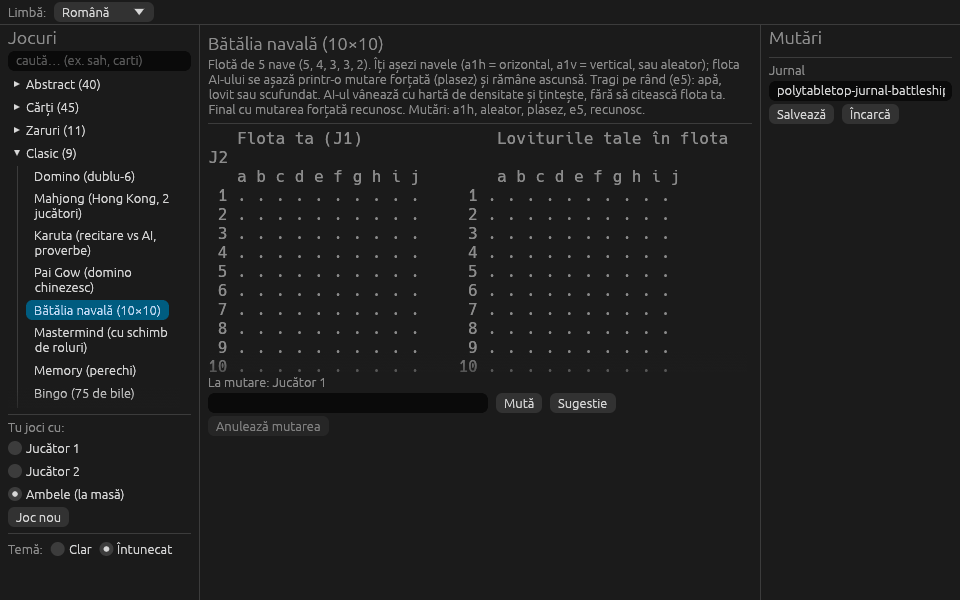 Limbă: Română
Jocuri
caută... (ex. sah, carti)
Abstract (40)
Cărți (45)
Zaruri (11)
Clasic (9)
Domino (dublu-6)
Mahjong (Hong Kong, 2
jucători)
Karuta (recitare vs AI,
proverbe)
Pai Gow (domino
chinezesc)
Bătălia navală (10×10)
Mastermind (cu schimb
de roluri)
Memory (perechi)
Bingo (75 de bile)
Tu joci cu:
Jucător 1
Jucător 2
Ambele (la masă)
Joc nou
Temă: Clar Întunecat
Bătălia navală (10×10)
Flotă de 5 nave (5, 4, 3, 3, 2). Îți așezi navele (a1h = orizontal, a1v = vertical, sau aleator); flota
AI-ului se așază printr-o mutare forțată (plasez) și rămâne ascunsă. Tragi pe rând (e5): apă,
lovit sau scufundat. AI-ul vânează cu hartă de densitate și țintește, fără să citească flota ta.
Final cu mutarea forțată recunosc. Mutări: a1h, aleator, plasez, e5, recunosc.
Flota ta (J1) Loviturile tale în flota
J2
a b c d e f g h i j a b c d e f g h i j
1 . . . . . . . . . . 1 . . . . . . . . . .
2 . . . . . . . . . . 2 . . . . . . . . . .
3 . . . . . . . . . . 3 . . . . . . . . . .
4 . . . . . . . . . . 4 . . . . . . . . . .
5 . . . . . . . . . . 5 . . . . . . . . . .
6 . . . . . . . . . . 6 . . . . . . . . . .
7 . . . . . . . . . . 7 . . . . . . . . . .
8 . . . . . . . . . . 8 . . . . . . . . . .
9 . . . . . . . . . . 9 . . . . . . . . . .
10 . . . . . . . . . . 10 . . . . . . . . . .
La mutare: Jucător 1
Mută Sugestie
Anulează mutarea
Mutări
Jurnal
polytabletop-jurnal-battleship
Salvează Încarcă